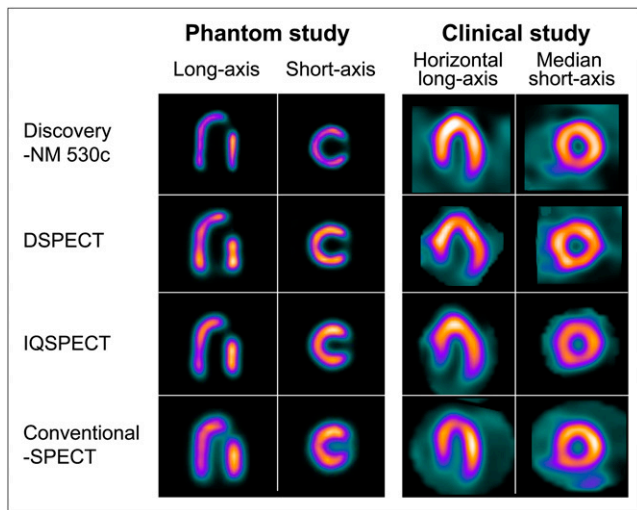 Phantom study
Clinical study
Long-axis
Short-axis
Horizontal
long-axis
Median
short-axis
Discovery
-NM 530c
DSPECT
IQSPECT
Conventional
-SPECT